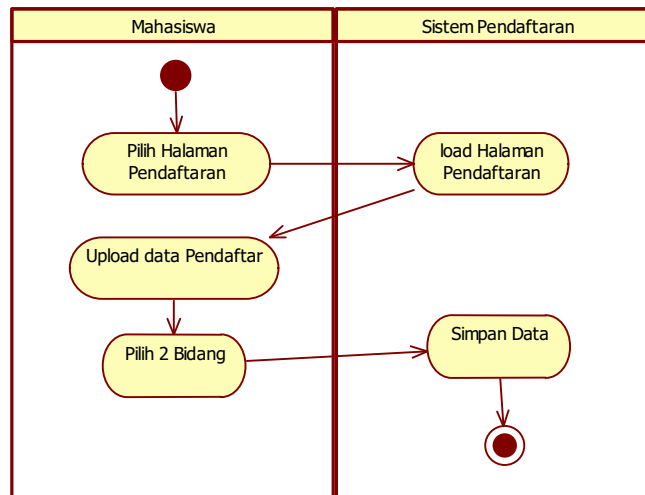 Mahasiswa
Sistem Pendaftaran
Pilih Halaman
Pendaftaran
load Halaman
Pendaftaran
Upload data Pendaftar
Pilih 2 Bidang
Simpan Data